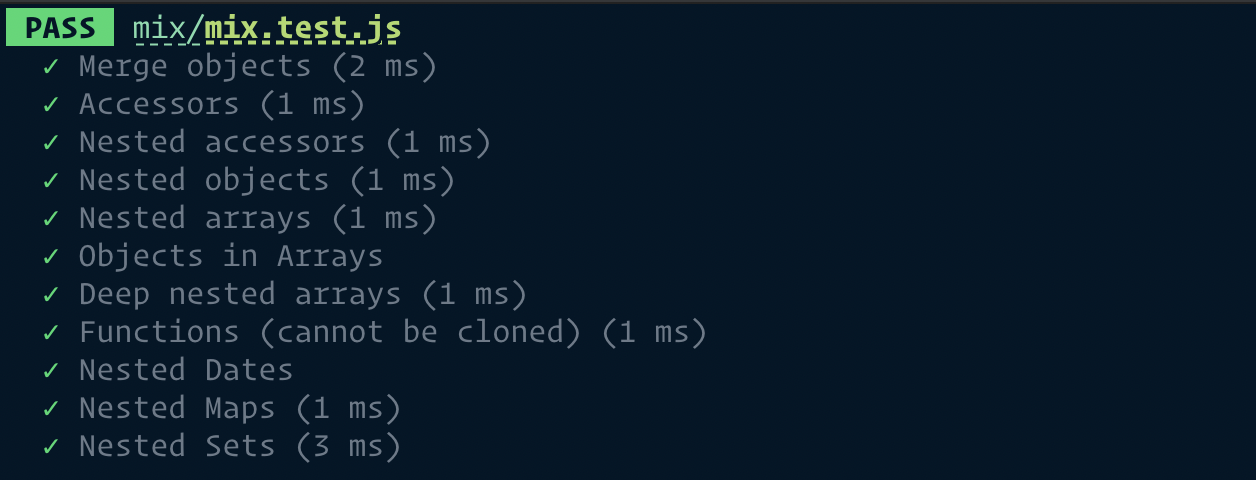 PASS mix/mix.test.js
✓ Merge objects (2 ms)
✓ Accessors (1 ms)
✓ Nested accessors (1 ms)
✓ Nested objects (1 ms)
✓ Nested arrays (1 ms)
✓ Objects in Arrays
✓ Deep nested arrays (1 ms)
✓ Functions (cannot be cloned) (1 ms)
✓ Nested Dates
✓ Nested Maps (1 ms)
✓ Nested Sets (3 ms)